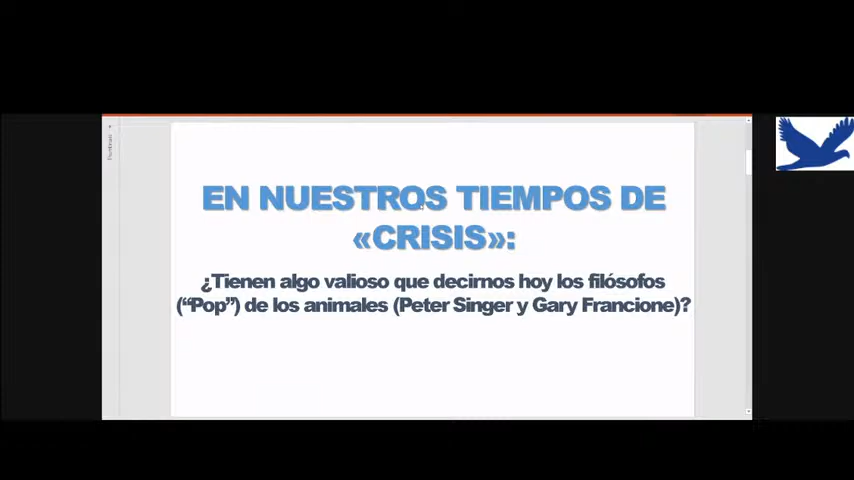 EN NUESTROS TIEMPOS DE
«CRISIS»:
¿Tienen algo valioso que decirnos hoy los filósofos
(“Pop”) de los animales (Peter Singer y Gary Francione)?